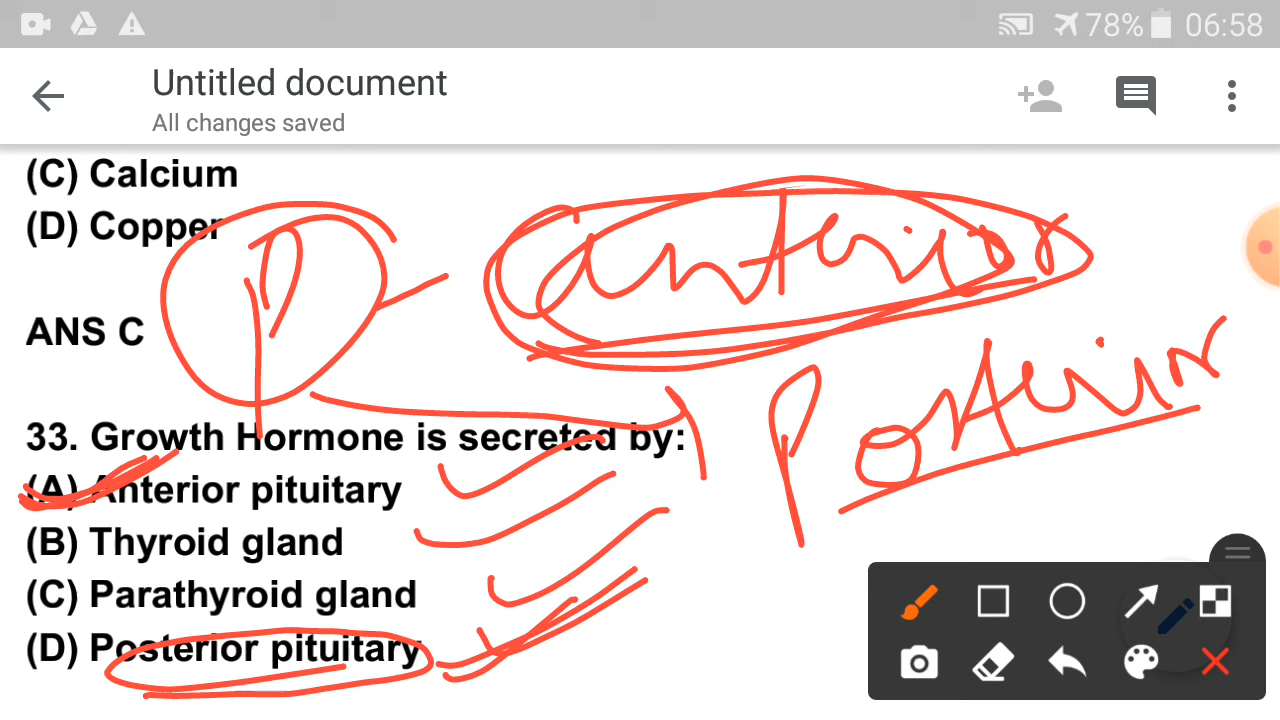 78% 06:58
Untitled document
All changes saved
(C) Calcium
(D) Copper
P anterior
ANS C
Posterior
33. Growth Hormone is secreted by:
(A) Anterior pituitary
(B) Thyroid gland
(C) Parathyroid gland
(D) Posterior pituitary